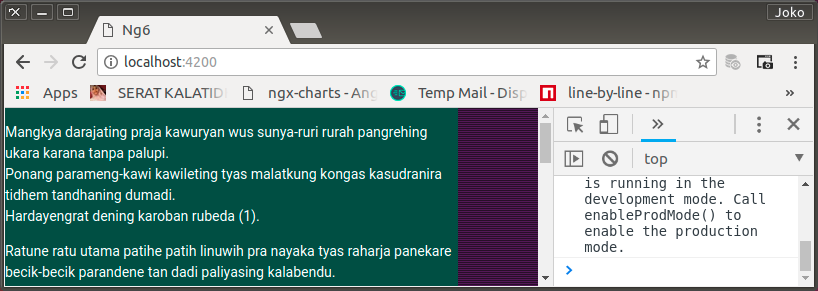 Joko
Ng6
localhost:4200
Apps SERAT KALATID ngx-charts - Ang Temp Mail - Disp line-by-line - npm »
Mangkya darajating praja kawuryan wus sunya-ruri rurah pangrehing
ukara karana tanpa palupi.
Ponang parameng-kawi kawileting tyas malatkung kongas kasudranira
tidhem tandhaning dumadi.
Hardayengrat dening karoban rubeda (1).
Ratune ratu utama patihe patih linuwih pra nayaka tyas raharja panekare
becik-becik parandene tan dadi paliyasing kalabendu.
top
is running in the
development mode. Call
enableProdMode() to
enable the production
mode.